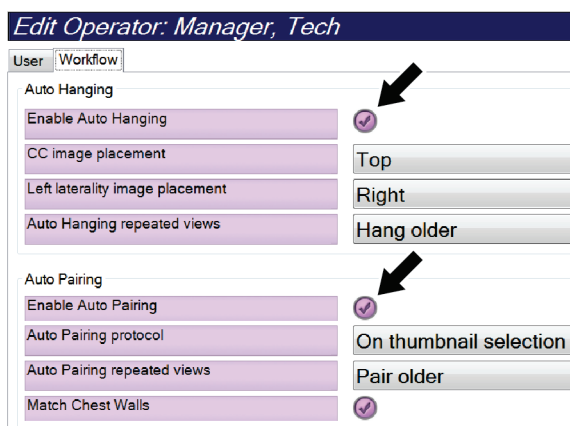 Edit Operator: Manager, Tech
User Workflow
Auto Hanging
Enable Auto Hanging
CC image placement Top
Left laterality image placement Right
Auto Hanging repeated views Hang older
Auto Pairing
Enable Auto Pairing
Auto Pairing protocol On thumbnail selection
Auto Pairing repeated views Pair older
Match Chest Walls